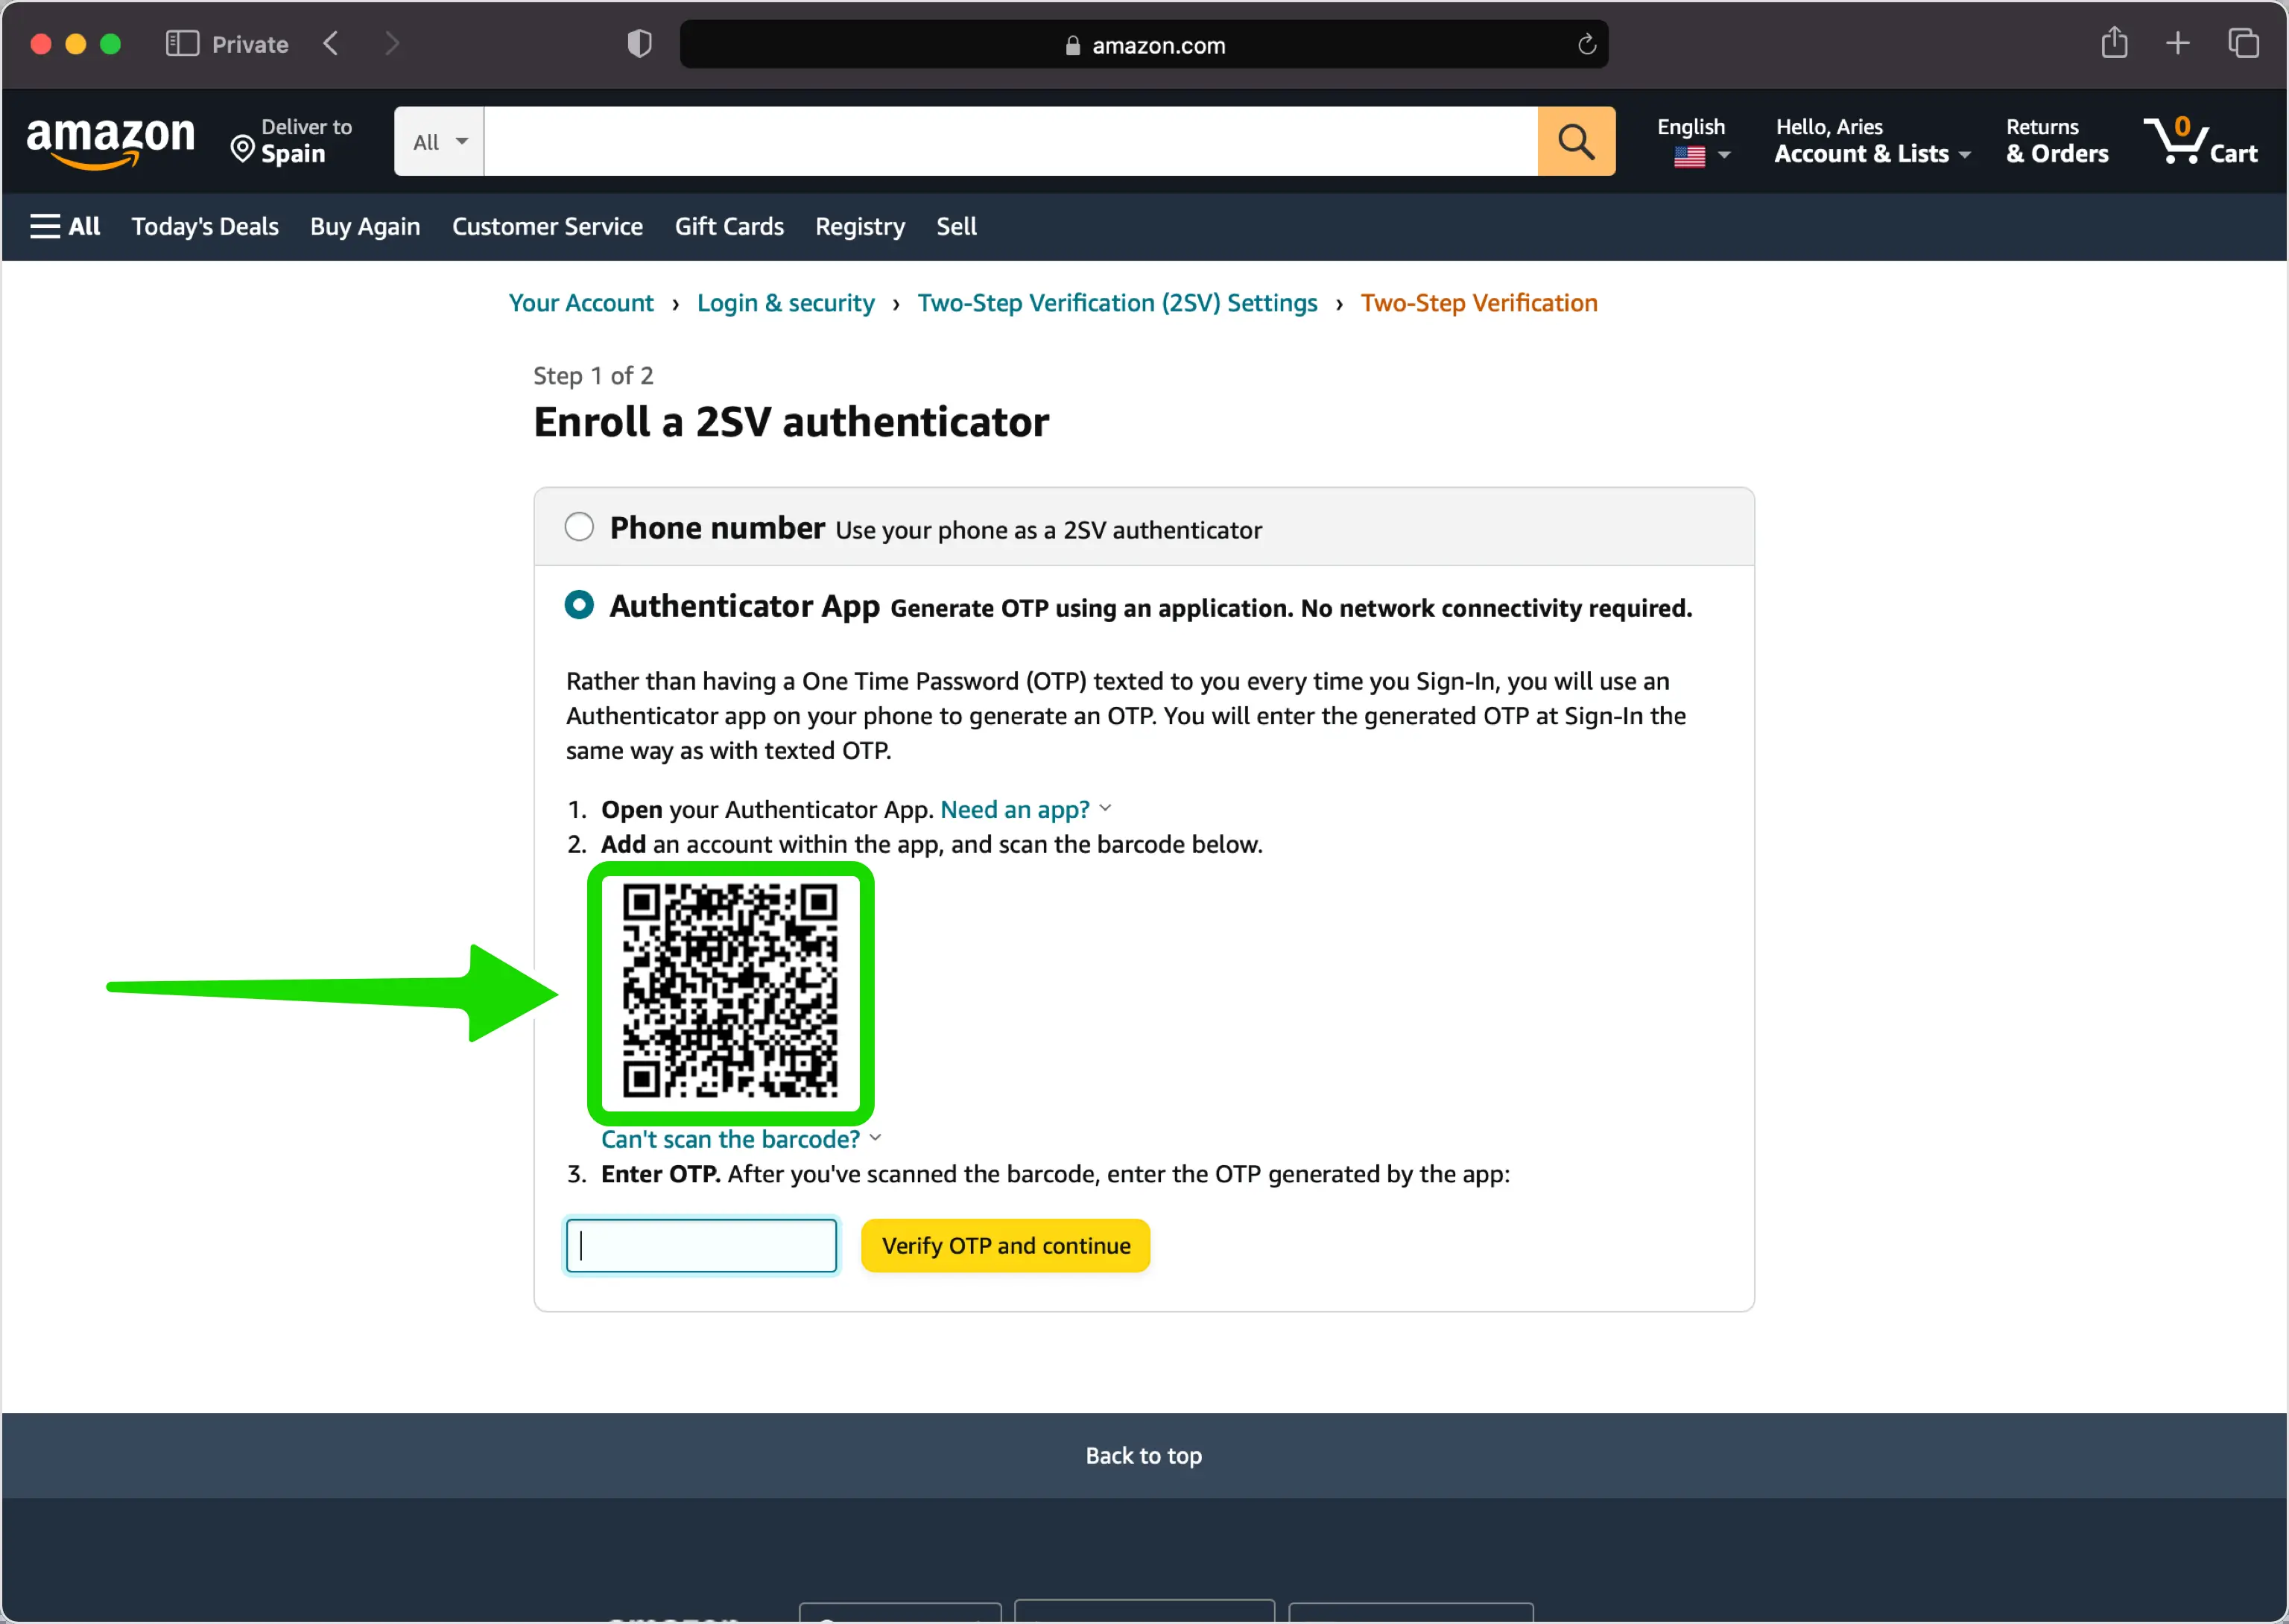 Private
amazon.com
amazon
Deliver to
Spain
All
English
Hello, Aries
Account & Lists
Returns
& Orders
0
Cart
All Today's Deals Buy Again Customer Service Gift Cards Registry Sell
Your Account › Login & security › Two-Step Verification (2SV) Settings › Two-Step Verification
Step 1 of 2
Enroll a 2SV authenticator
Phone number Use your phone as a 2SV authenticator
Authenticator App Generate OTP using an application. No network connectivity required.
Rather than having a One Time Password (OTP) texted to you every time you Sign-In, you will use an
Authenticator app on your phone to generate an OTP. You will enter the generated OTP at Sign-In the
same way as with texted OTP.
1. Open your Authenticator App. Need an app?
2. Add an account within the app, and scan the barcode below.
Can't scan the barcode?
3. Enter OTP. After you've scanned the barcode, enter the OTP generated by the app:
Verify OTP and continue
Back to top